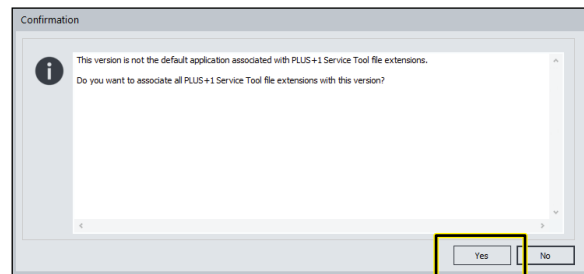 Confirmation
This version is not the default application associated with PLUS+1 Service Tool file extensions.
Do you want to associate all PLUS+1 Service Tool file extensions with this version?
Yes
No